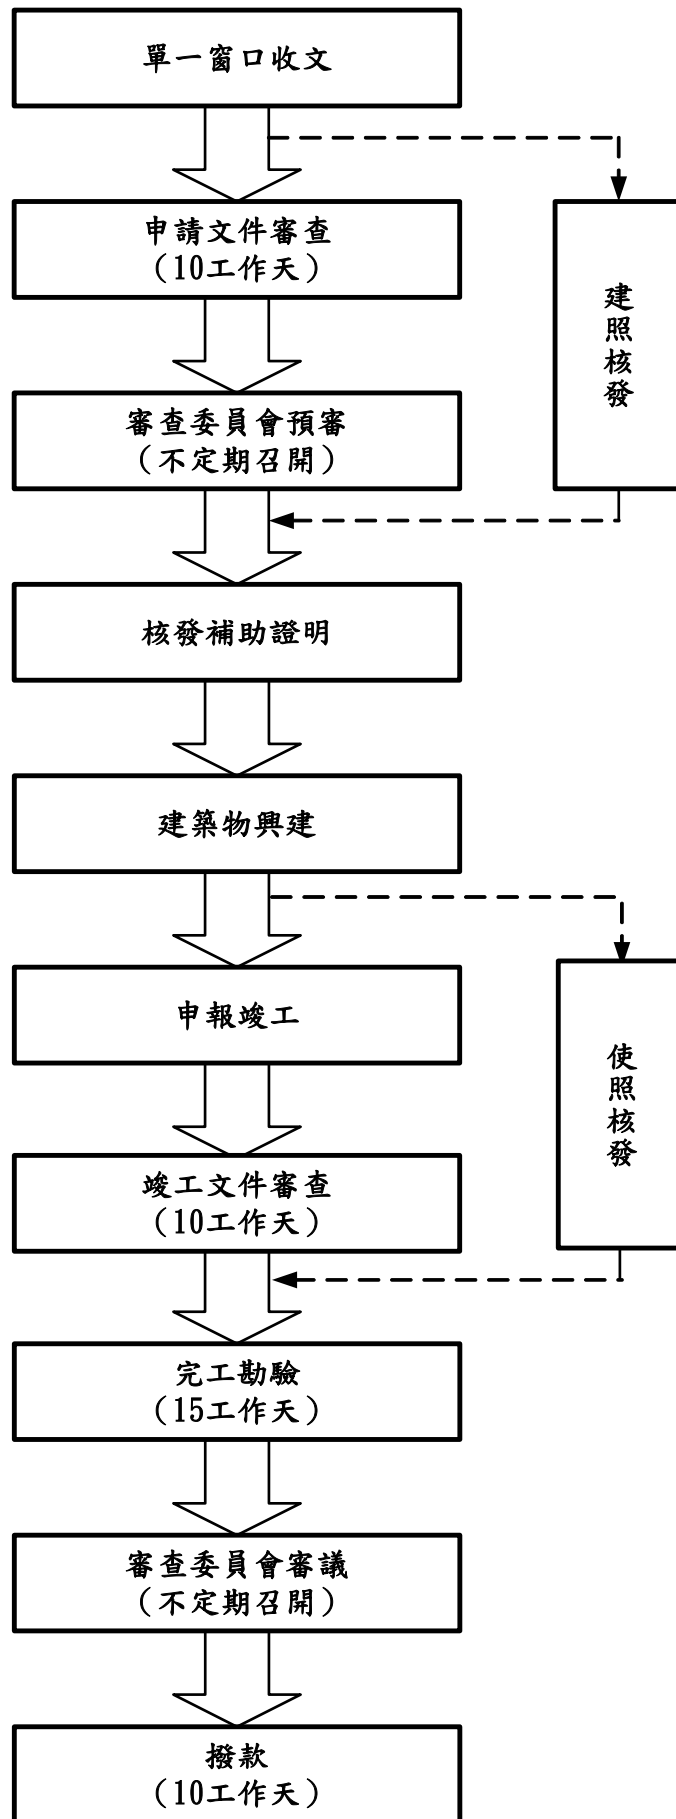 單一窗口收文
申請文件審查
(10工作天)
建照核發
審查委員會預審
(不定期召開)
核發補助證明
建築物興建
申報竣工
使照核發
竣工文件審查
(10工作天)
完工勘驗
(15工作天)
審查委員會審議
(不定期召開)
撥款
(10工作天)